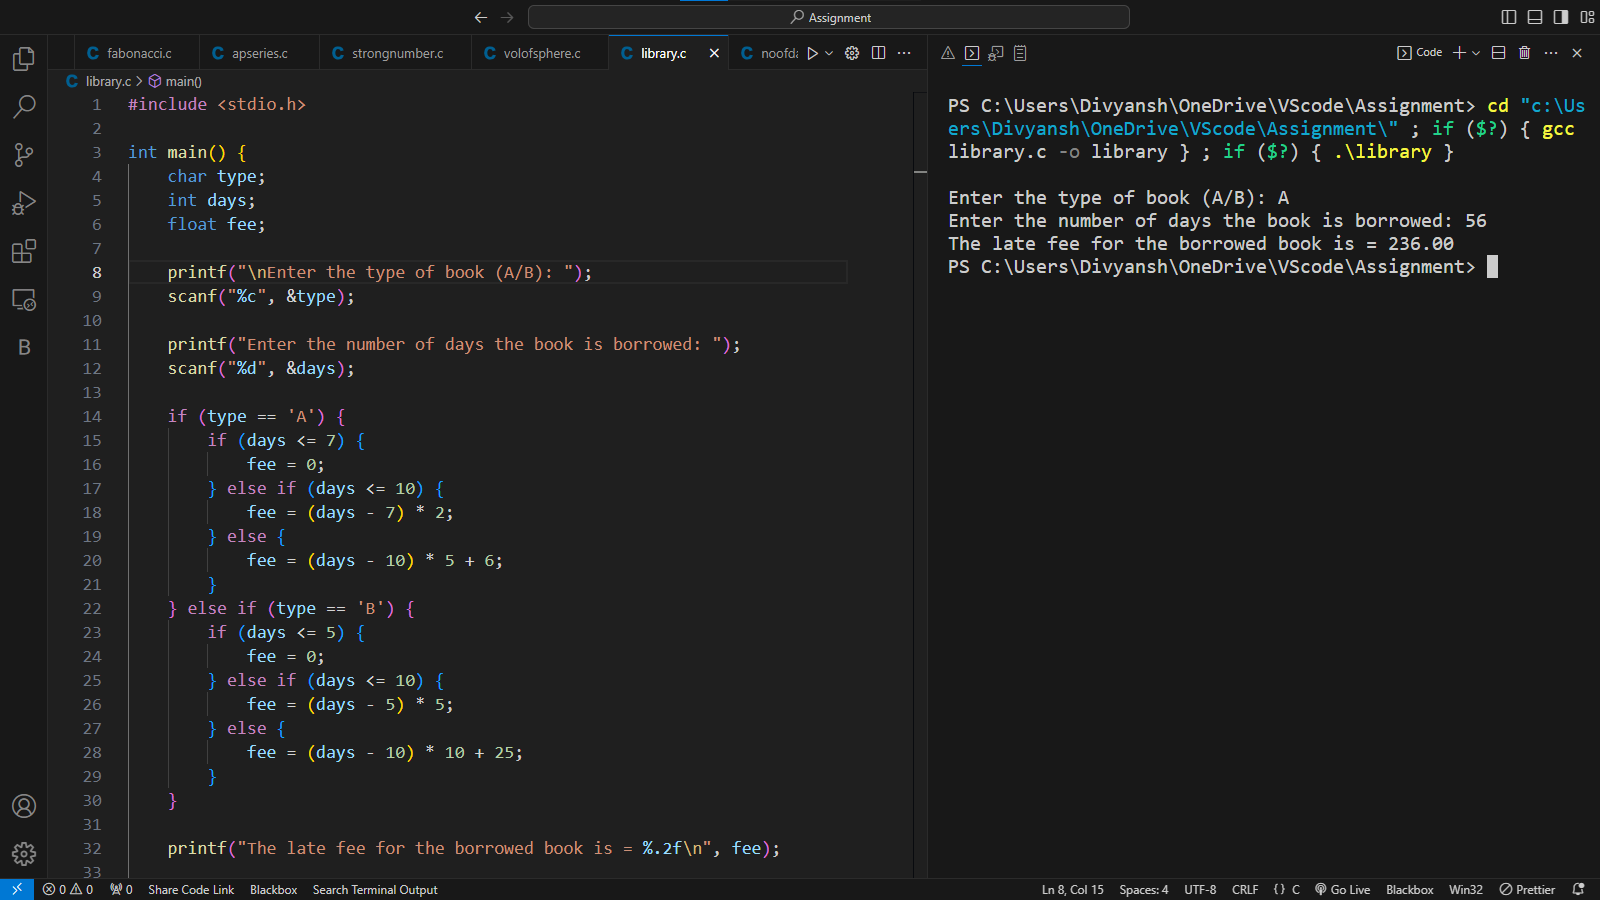 Assignment
fabonacci.c
apseries.c
strongnumber.c
volofsphere.c
library.c
noofda
Code
library.c > main()
1 #include <stdio.h>
2
3 int main() {
4 char type;
5 int days;
6 float fee;
7
8 printf("\nEnter the type of book (A/B): ");
9 scanf("%c", &type);
10
11 printf("Enter the number of days the book is borrowed: ");
12 scanf("%d", &days);
13
14 if (type == 'A') {
15 if (days <= 7) {
16 fee = 0;
17 } else if (days <= 10) {
18 fee = (days - 7) * 2;
19 } else {
20 fee = (days - 10) * 5 + 6;
21 }
22 } else if (type == 'B') {
23 if (days <= 5) {
24 fee = 0;
25 } else if (days <= 10) {
26 fee = (days - 5) * 5;
27 } else {
28 fee = (days - 10) * 10 + 25;
29 }
30 }
31
32 printf("The late fee for the borrowed book is = %.2f\n", fee);
33
PS C:\Users\Divyansh\OneDrive\VScode\Assignment> cd "c:\Us
ers\Divyansh\OneDrive\VScode\Assignment\" ; if ($?) { gcc
library.c -o library } ; if ($?) { .\library }
Enter the type of book (A/B): A
Enter the number of days the book is borrowed: 56
The late fee for the borrowed book is = 236.00
PS C:\Users\Divyansh\OneDrive\VScode\Assignment>
B
0 0 0 Share Code Link Blackbox Search Terminal Output Ln 8, Col 15 Spaces: 4 UTF-8 CRLF {} C Go Live Blackbox Win32 Prettier